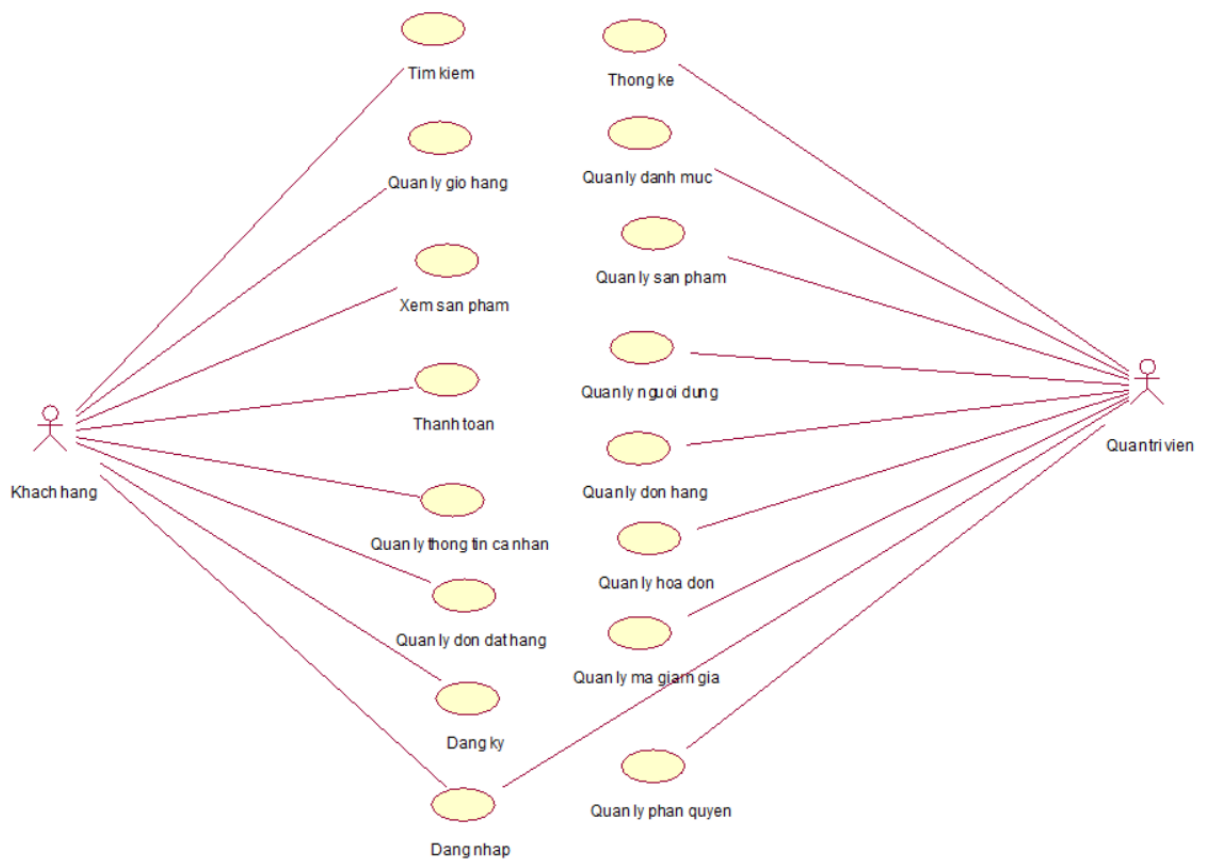 Tim kiem
Thong ke
Quan ly gio hang
Quan ly danh muc
Xem san pham
Quan ly san pham
Thanh toan
Quan ly nguoi dung
Khach hang
Quan tri vien
Quan ly thong tin ca nhan
Quan ly don hang
Quan ly don dat hang
Quan ly hoa don
Quan ly ma giam gia
Dang ky
Quan ly phan quyen
Dang nhap